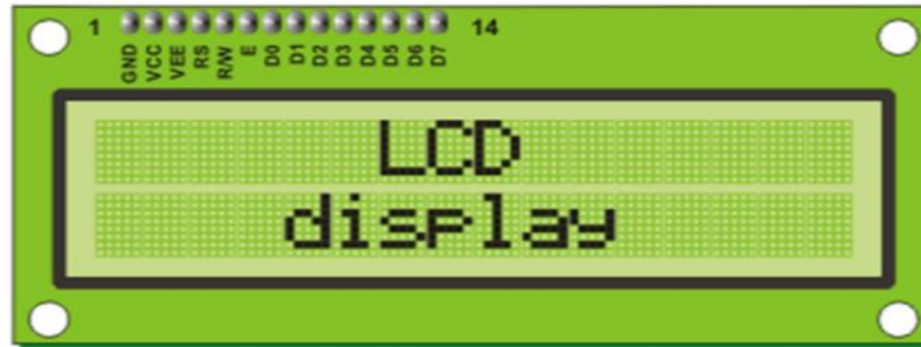 1 14
GND VCC VEE RS R/W E D0 D1 D2 D3 D4 D5 D6 D7
LCD
display